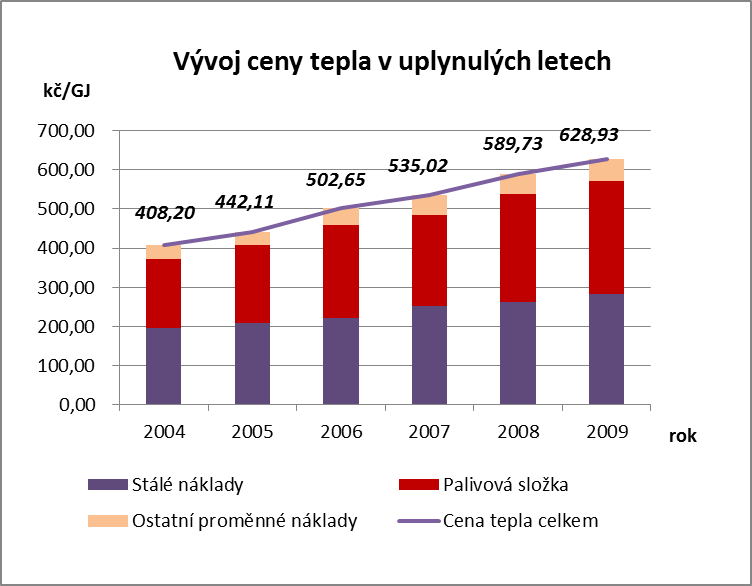 Vývoj ceny tepla v uplynulých letech
kč/GJ
700,00
600,00
500,00
400,00
300,00
200,00
100,00
0,00
408,20
442,11
502,65
535,02
589,73
628,93
2004 2005 2006 2007 2008 2009
rok
Stálé náklady Palivová složka
Ostatní proměnné náklady Cena tepla celkem